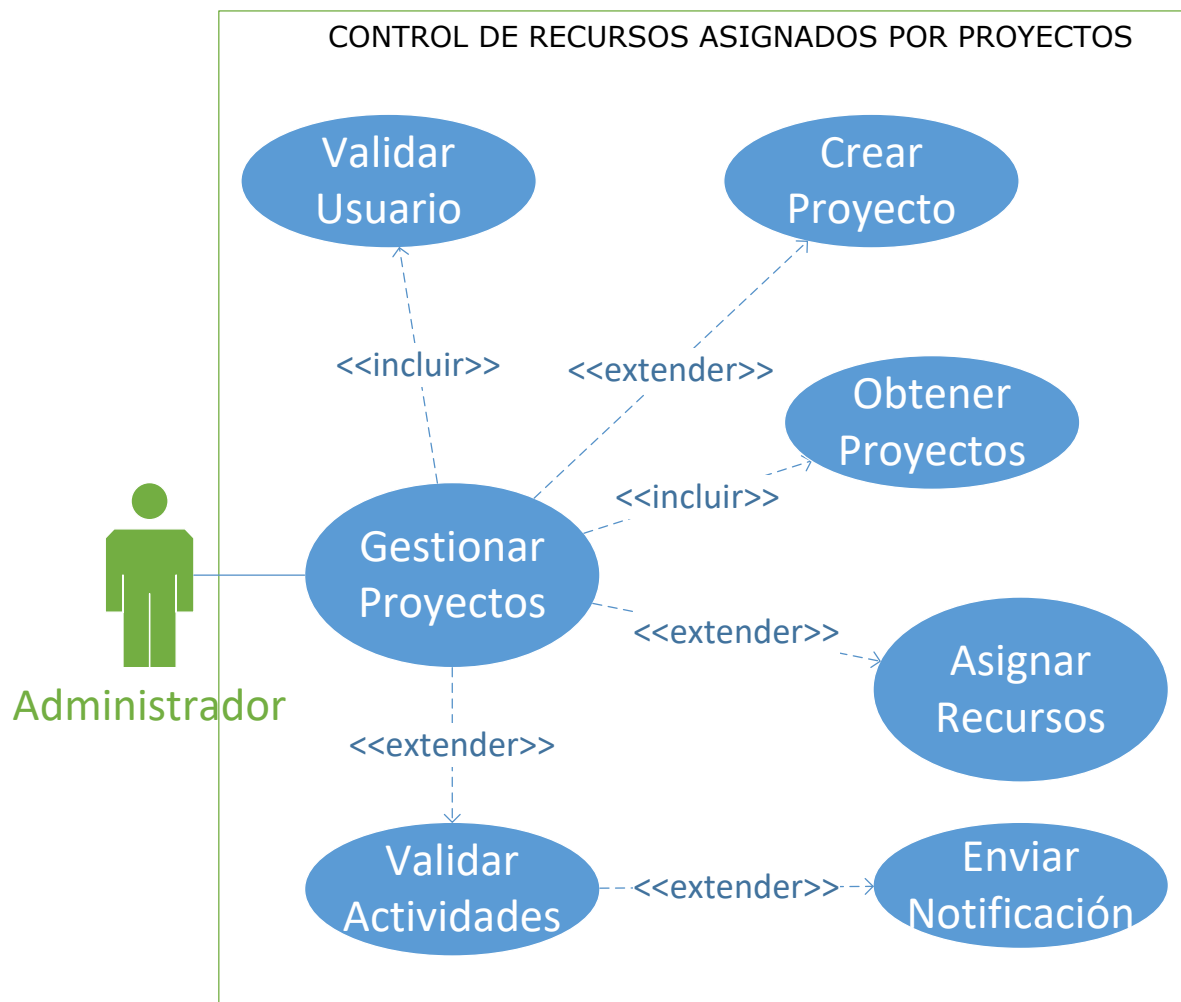 CONTROL DE RECURSOS ASIGNADOS POR PROYECTOS
Validar
Usuario
Crear
Proyecto
<<incluir>>
<<extender>>
Obtener
Proyectos
<<incluir>>
Gestionar
Proyectos
<<extender>>
Asignar
Recursos
Administrador
<<extender>>
Validar
Actividades
<<extender>>
Enviar
Notificación